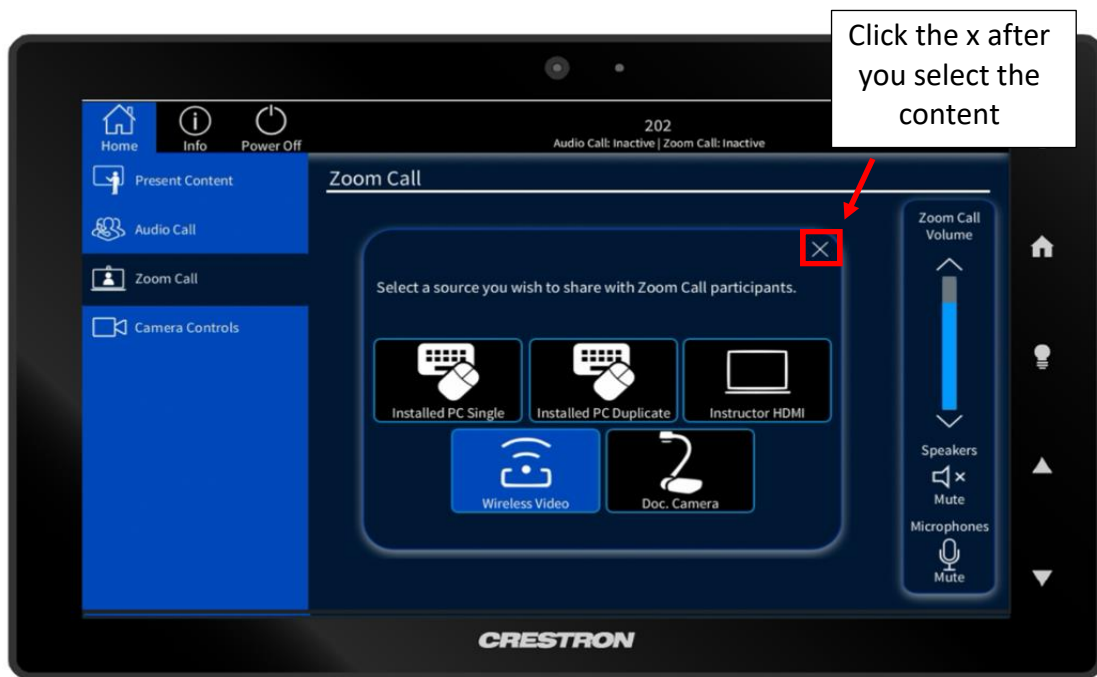 Click the x after
you select the
content
Home
Info
Power Off
202
Audio Call: Inactive | Zoom Call: Inactive
Present Content
Audio Call
Zoom Call
Camera Controls
Zoom Call
Select a source you wish to share with Zoom Call participants.
Installed PC Single
Installed PC Duplicate
Instructor HDMI
Wireless Video
Doc. Camera
Zoom Call
Volume
Speakers
Mute
Microphones
Mute
CRESTRON